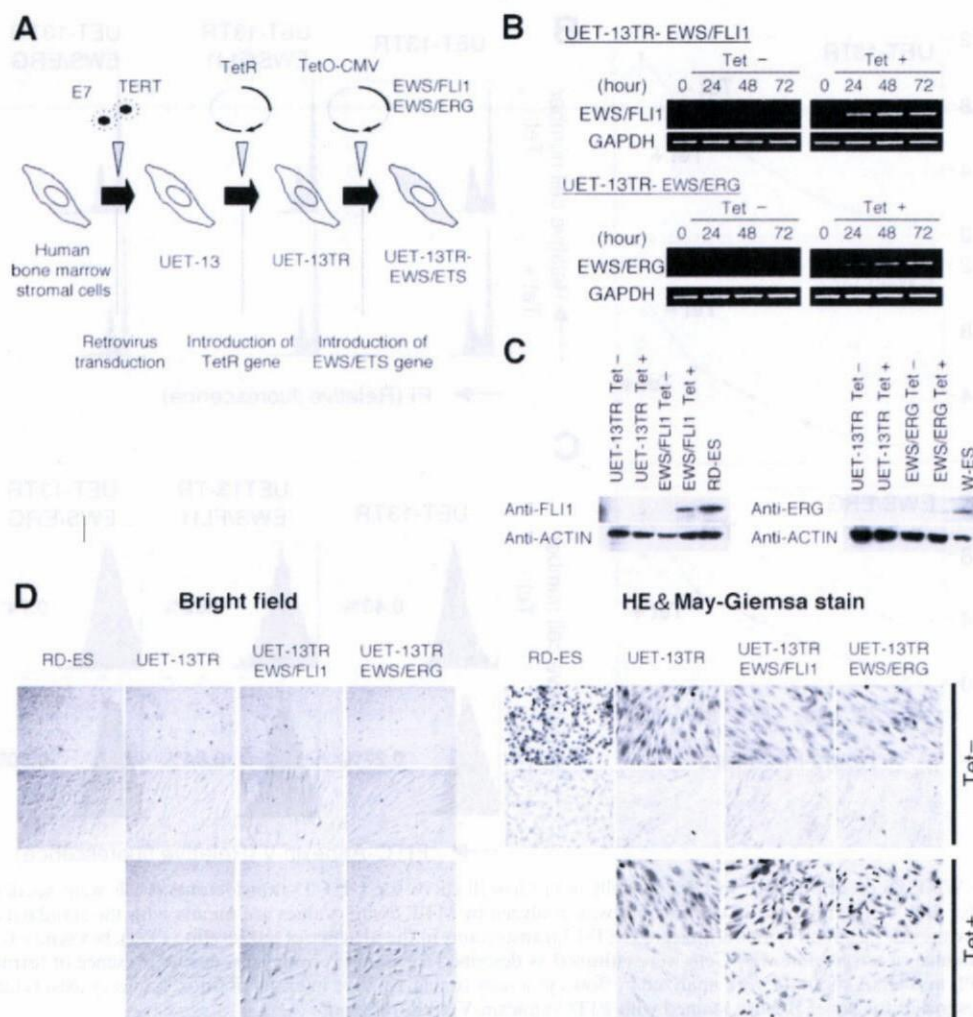 A
E7
TERT
TetR
TetO-CMV
EWS/FLI1
EWS/ERG
Human
bone marrow
stromal cells
UET-13
UET-13TR
UET-13TR-
EWS/ETS
Retrovirus
transduction
Introduction of
TetR gene
Introduction of
EWS/ETS gene
B
UET-13TR- EWS/FLI1
Tet − Tet +
(hour) 0 24 48 72 0 24 48 72
EWS/FLI1
GAPDH
UET-13TR- EWS/ERG
Tet − Tet +
(hour) 0 24 48 72 0 24 48 72
EWS/ERG
GAPDH
C
UET-13TR Tet −
UET-13TR Tet +
EWS/FLI1 Tet −
EWS/FLI1 Tet +
RD-ES
Anti-FLI1
Anti-ACTIN
UET-13TR Tet −
UET-13TR Tet +
EWS/ERG Tet −
EWS/ERG Tet +
W-ES
Anti-ERG
Anti-ACTIN
D
Bright field
RD-ES UET-13TR UET-13TR EWS/FLI1 UET-13TR EWS/ERG
HE & May-Giemsa stain
RD-ES UET-13TR UET-13TR EWS/FLI1 UET-13TR EWS/ERG
Tet−
Tet+